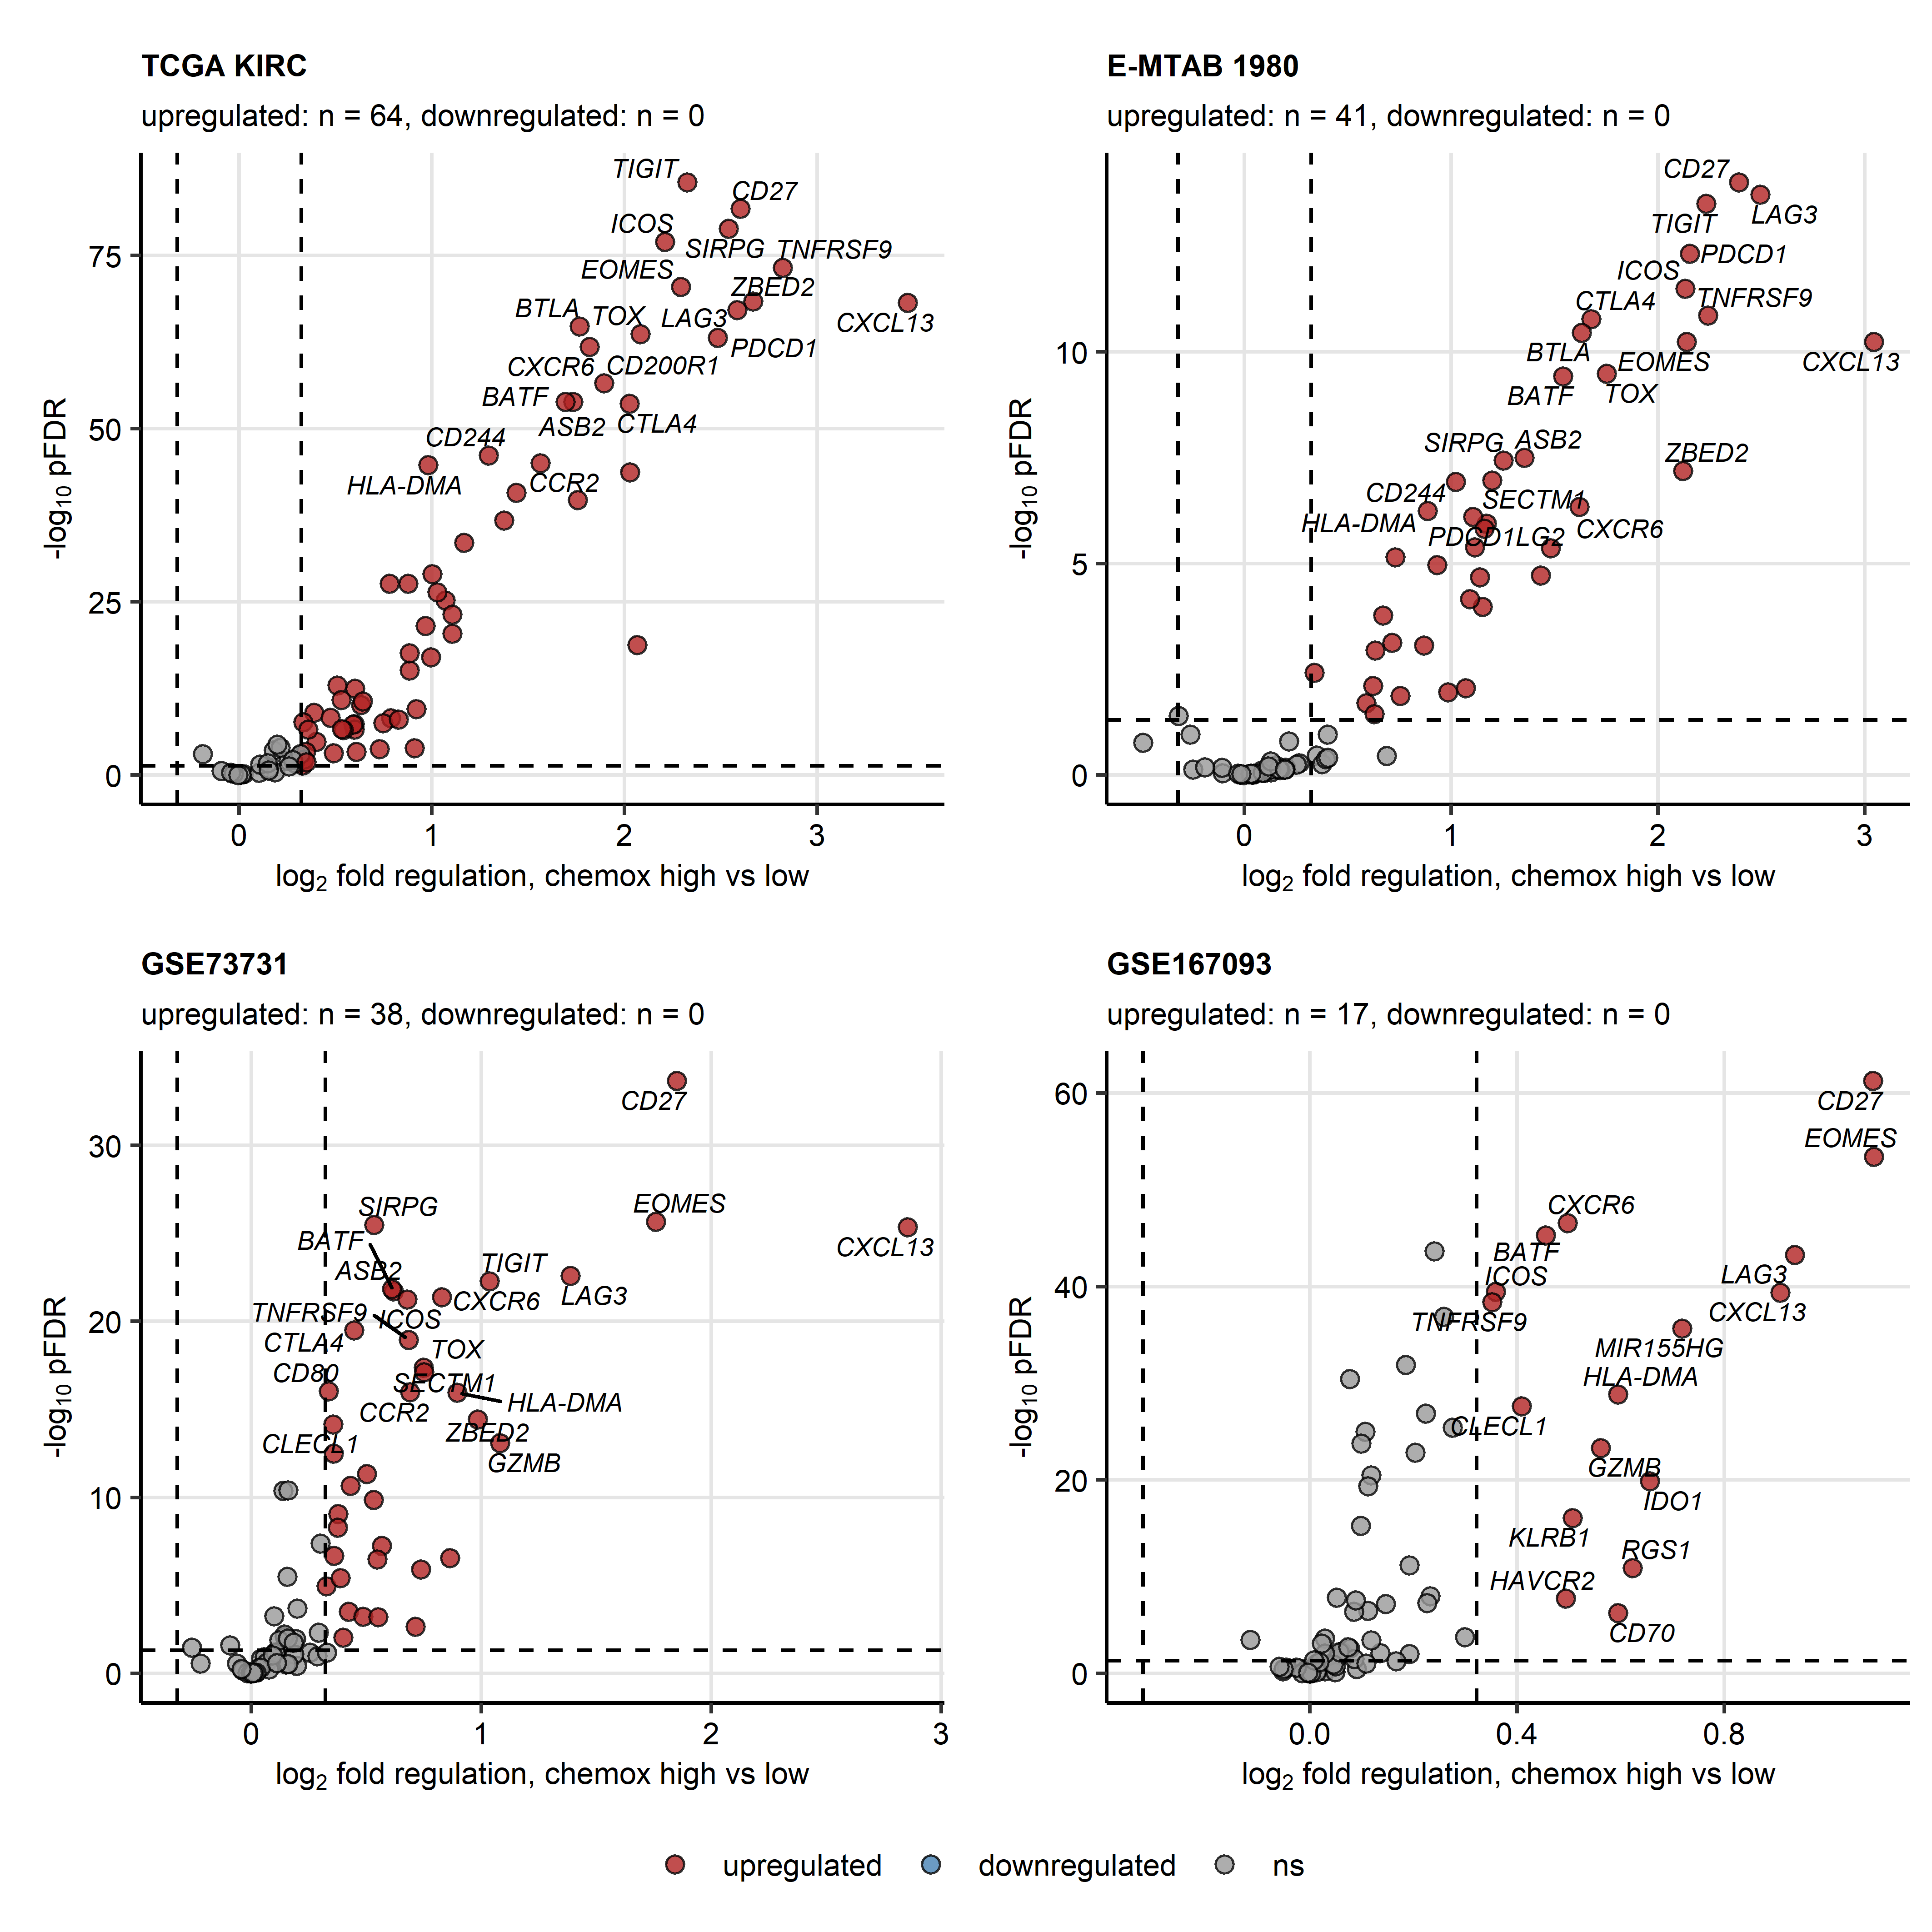 TCGA KIRC
upregulated: n = 64, downregulated: n = 0
-log10 pFDR
75
50
25
0
TIGIT
CD27
ICOS
SIRPG TNFRSF9
EOMES
ZBED2
BTLA
TOX
LAG3
CXCL13
PDCD1
CXCR6 CD200R1
BATF
ASB2 CTLA4
CD244
HLA-DMA
CCR2
0 1 2 3
log2 fold regulation, chemox high vs low
E-MTAB 1980
upregulated: n = 41, downregulated: n = 0
-log10 pFDR
10
5
0
CD27
LAG3
TIGIT
PDCD1
ICOS
CTLA4 TNFRSF9
BTLA
EOMES
CXCL13
BATF
TOX
SIRPG ASB2
ZBED2
CD244
SECTM1
HLA-DMA
PDCD1LG2 CXCR6
0 1 2 3
log2 fold regulation, chemox high vs low
GSE73731
upregulated: n = 38, downregulated: n = 0
-log10 pFDR
30
20
10
0
CD27
SIRPG
EOMES
BATF
CXCL13
ASB2
TIGIT
CXCR6
LAG3
TNFRSF9
ICOS
CTLA4
TOX
CD80
SECTM1
HLA-DMA
CCR2
ZBED2
CLECL1
GZMB
0 1 2 3
log2 fold regulation, chemox high vs low
GSE167093
upregulated: n = 17, downregulated: n = 0
-log10 pFDR
60
40
20
0
CD27
EOMES
CXCR6
BATF
LAG3
ICOS
CXCL13
TNFRSF9
MIR155HG
HLA-DMA
CLECL1
GZMB
IDO1
KLRB1
RGS1
HAVCR2
CD70
0.0 0.4 0.8
log2 fold regulation, chemox high vs low
upregulated downregulated ns